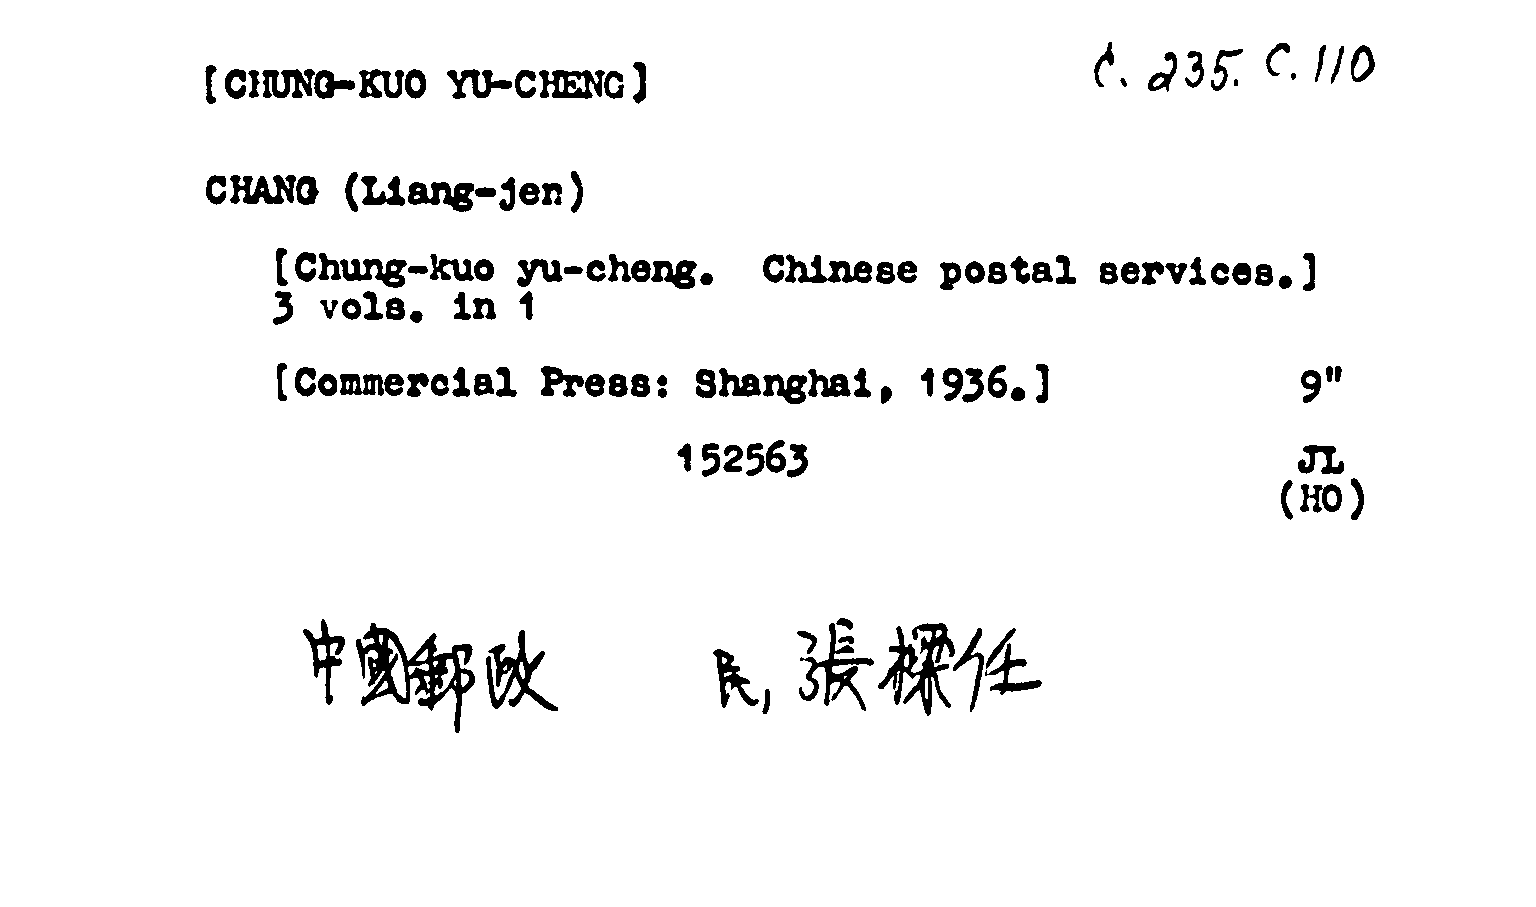 [CHUNG-KUO YU-CHENG] C. 235. C. 110
CHANG (Liang-jen)
[Chung-kuo yu-cheng. Chinese postal services.]
3 vols. in 1
[Commercial Press: Shanghai, 1936.] 9"
152563 JL
(HO)
中國郵政 民, 張樑任